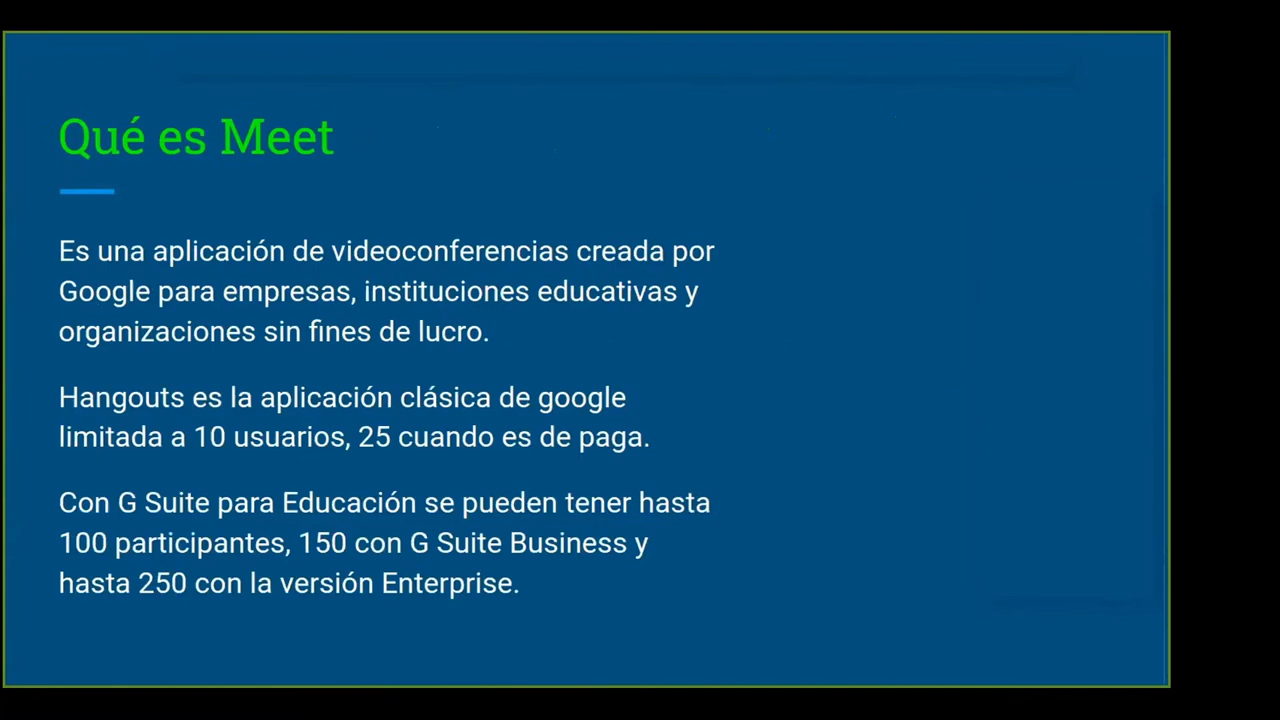 Qué es Meet
Es una aplicación de videoconferencias creada por
Google para empresas, instituciones educativas y
organizaciones sin fines de lucro.
Hangouts es la aplicación clásica de google
limitada a 10 usuarios, 25 cuando es de paga.
Con G Suite para Educación se pueden tener hasta
100 participantes, 150 con G Suite Business y
hasta 250 con la versión Enterprise.